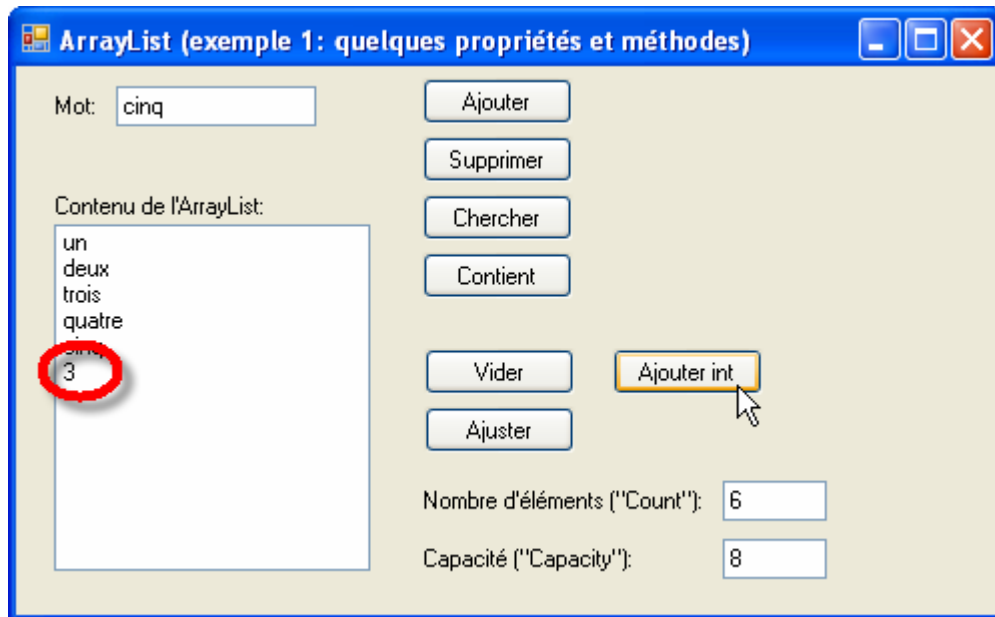 ArrayList (exemple 1: quelques propriétés et méthodes)
Mot: cinq
Ajouter
Supprimer
Chercher
Contient
Contenu de l'ArrayList:
un
deux
trois
quatre
cinq
3
Vider
Ajouter int
Ajuster
Nombre d'éléments ("Count"): 6
Capacité ("Capacity"): 8